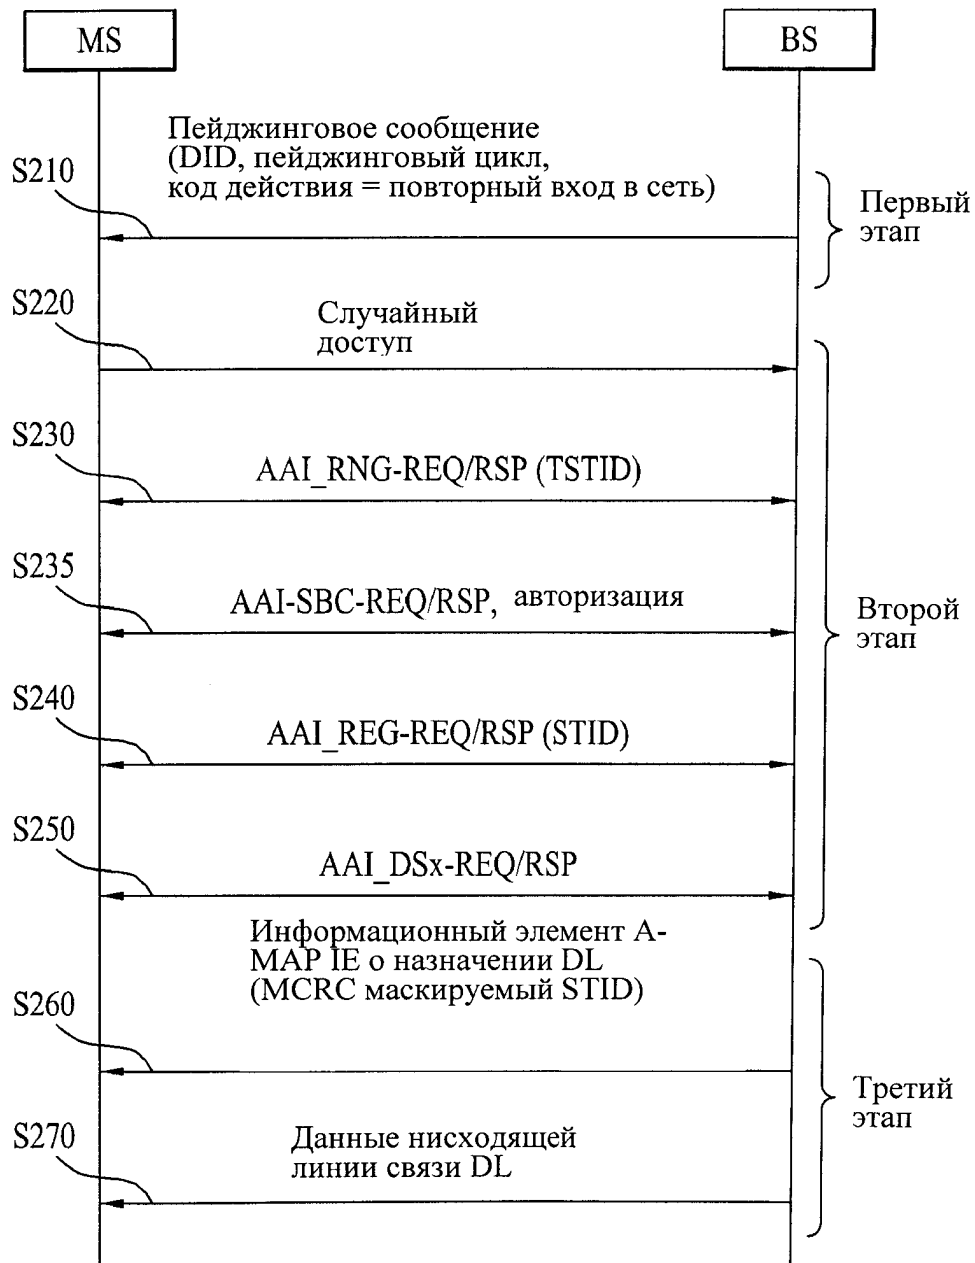 MS
BS
Пейджинговое сообщение
(DID, пейджинговый цикл,
код действия = повторный вход в сеть)
S210
Первый
этап
S220
Случайный
доступ
S230
AAI_RNG-REQ/RSP (TSTID)
S235
AAI-SBC-REQ/RSP, авторизация
Второй
этап
S240
AAI_REG-REQ/RSP (STID)
S250
AAI_DSx-REQ/RSP
Информационный элемент A-
MAP IE о назначении DL
(MCRC маскируемый STID)
S260
Третий
этап
S270
Данные нисходящей
линии связи DL